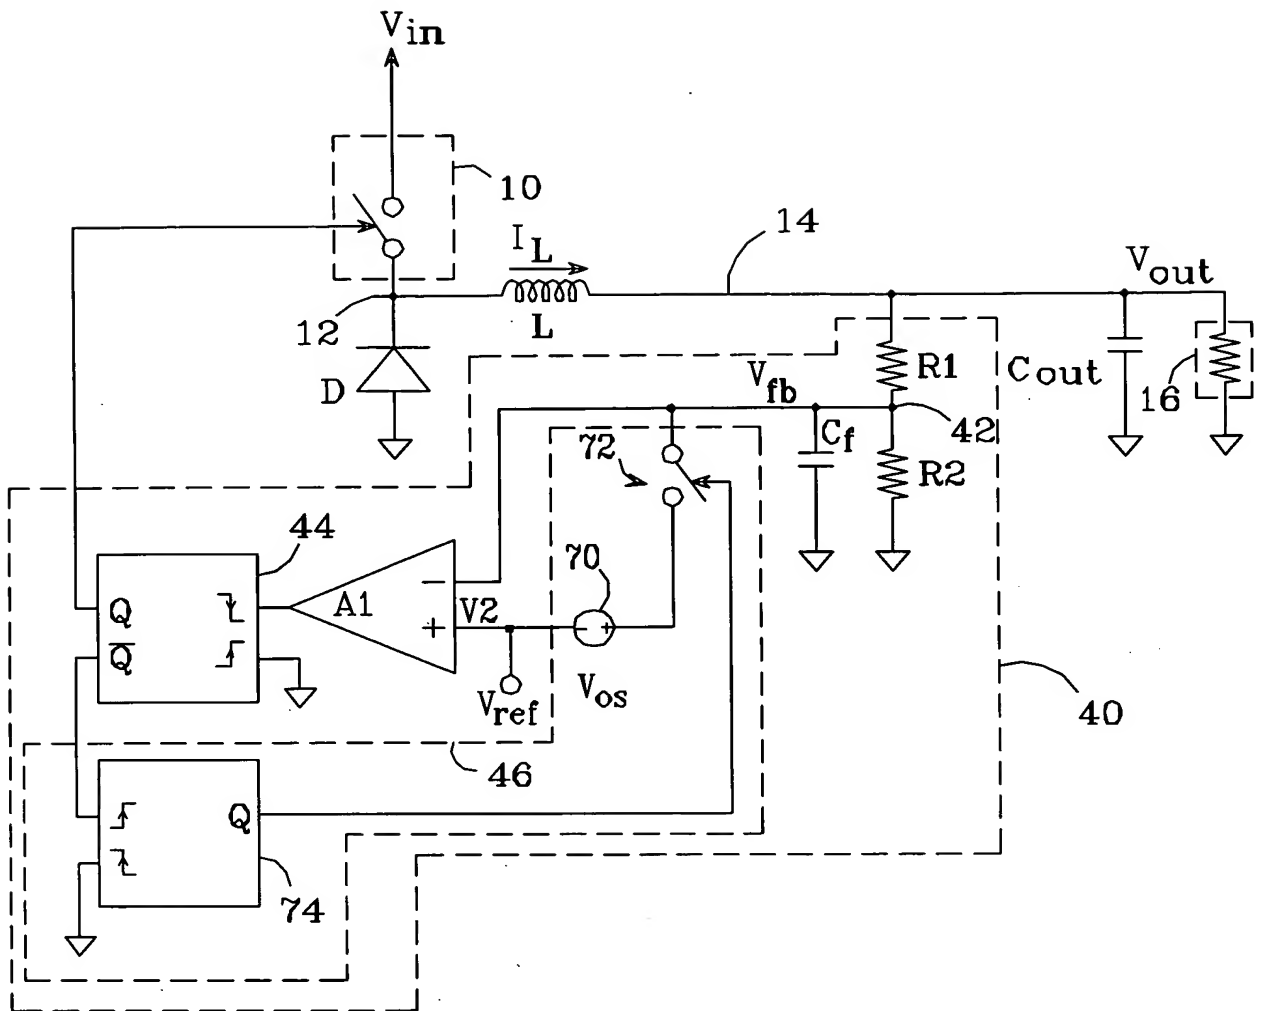 Vin
10
IL
14
Vout
12
L
R1
Cout
16
D
Vfb
42
Cf
72
R2
44
70
A1
−
V2
Q
+
− +
Q̅
Vref
Vos
40
46
Q
74